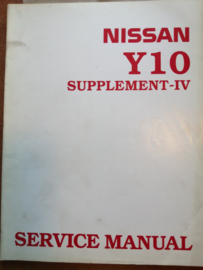 NISSAN
Y10
SUPPLEMENT-IV
SERVICE MANUAL